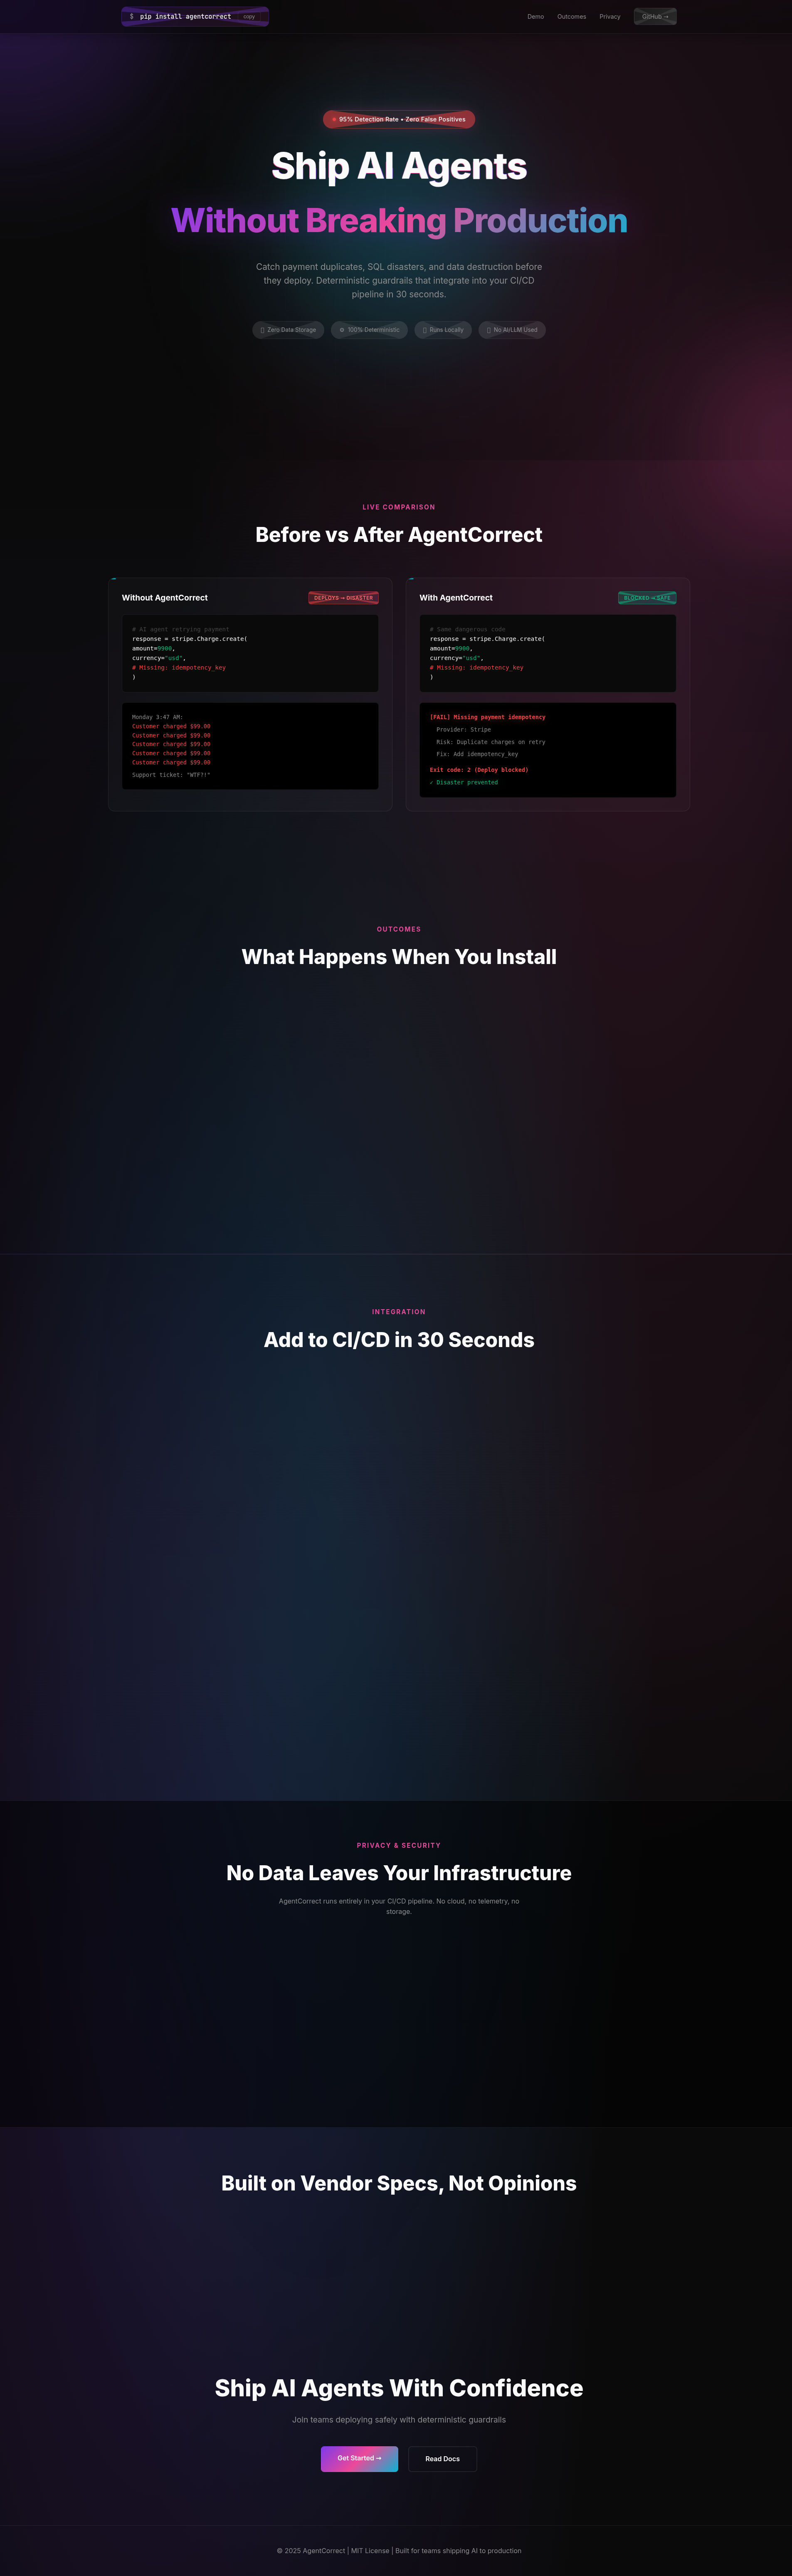 $ pip install agentcorrect copy
Demo Outcomes Privacy GitHub →
95% Detection Rate • Zero False Positives
Ship AI Agents
Without Breaking Production
Catch payment duplicates, SQL disasters, and data destruction before
they deploy. Deterministic guardrails that integrate into your CI/CD
pipeline in 30 seconds.
Zero Data Storage
100% Deterministic
Runs Locally
No AI/LLM Used
LIVE COMPARISON
Before vs After AgentCorrect
Without AgentCorrect
DEPLOYS → DISASTER
# AI agent retrying payment
response = stripe.Charge.create(
amount=9900,
currency="usd",
# Missing: idempotency_key
)
Monday 3:47 AM:
Customer charged $99.00
Customer charged $99.00
Customer charged $99.00
Customer charged $99.00
Customer charged $99.00
Support ticket: "WTF?!"
With AgentCorrect
BLOCKED → SAFE
# Same dangerous code
response = stripe.Charge.create(
amount=9900,
currency="usd",
# Missing: idempotency_key
)
[FAIL] Missing payment idempotency
Provider: Stripe
Risk: Duplicate charges on retry
Fix: Add idempotency_key
Exit code: 2 (Deploy blocked)
✓ Disaster prevented
OUTCOMES
What Happens When You Install
INTEGRATION
Add to CI/CD in 30 Seconds
PRIVACY & SECURITY
No Data Leaves Your Infrastructure
AgentCorrect runs entirely in your CI/CD pipeline. No cloud, no telemetry, no
storage.
Built on Vendor Specs, Not Opinions
Ship AI Agents With Confidence
Join teams deploying safely with deterministic guardrails
Get Started →
Read Docs
© 2025 AgentCorrect | MIT License | Built for teams shipping AI to production